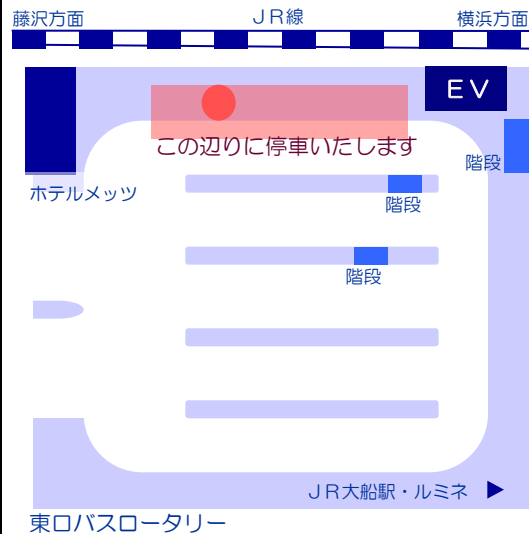 藤沢方面 JR線 横浜方面
EV
この辺りに停車いたします
階段
ホテルメッツ
階段
階段
JR大船駅・ルミネ ▶
東口バスロータリー